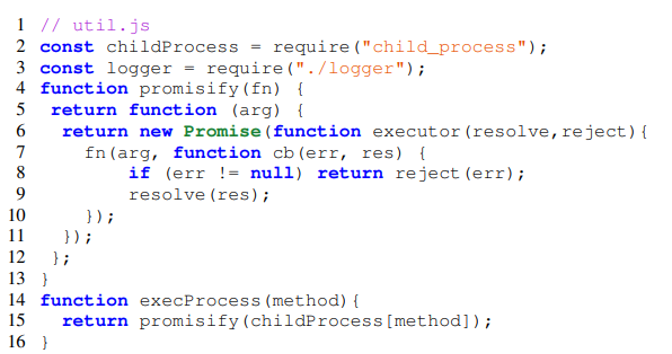 1 // util.js
2 const childProcess = require("child_process");
3 const logger = require("./logger");
4 function promisify(fn) {
5  return function (arg) {
6   return new Promise(function executor(resolve,reject){
7     fn(arg, function cb(err, res) {
8         if (err != null) return reject(err);
9         resolve(res);
10     });
11   });
12  };
13 }
14 function execProcess(method){
15   return promisify(childProcess[method]);
16 }